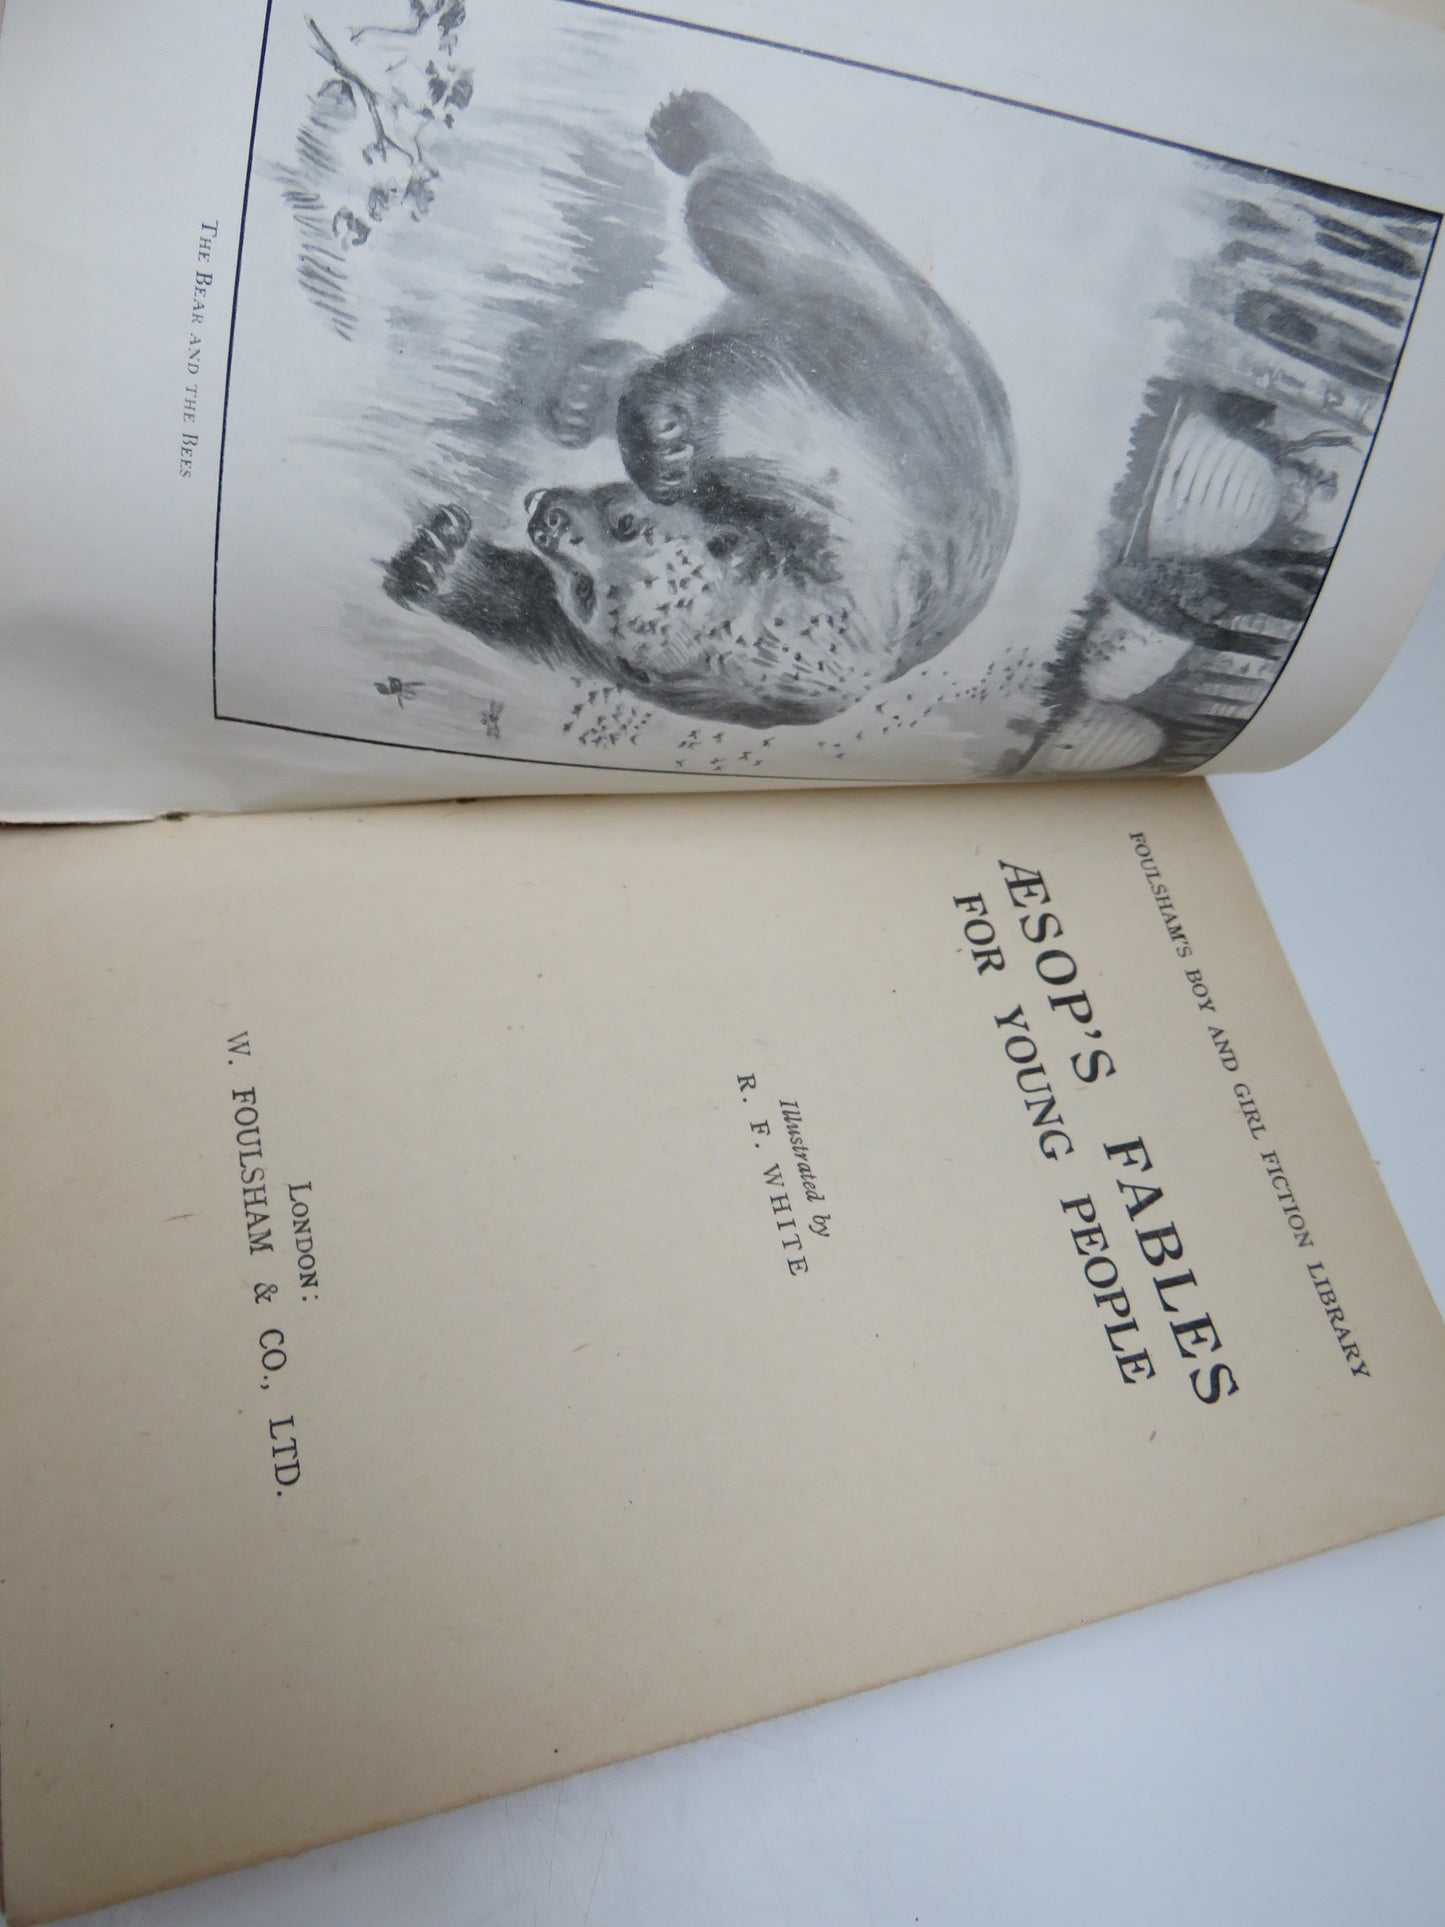 THE BEAR AND THE BEES
FOULSHAM'S BOY AND GIRL FICTION LIBRARY
ÆSOP'S FABLES
FOR YOUNG PEOPLE
Illustrated by
R. F. WHITE
LONDON:
W. FOULSHAM & CO., LTD.